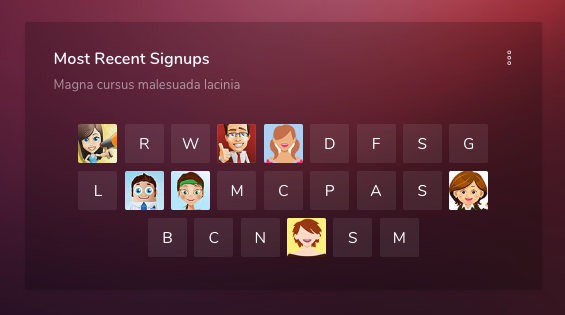 Most Recent Signups
Magna cursus malesuada lacinia
R W D F S G
L M C P A S
B C N S M